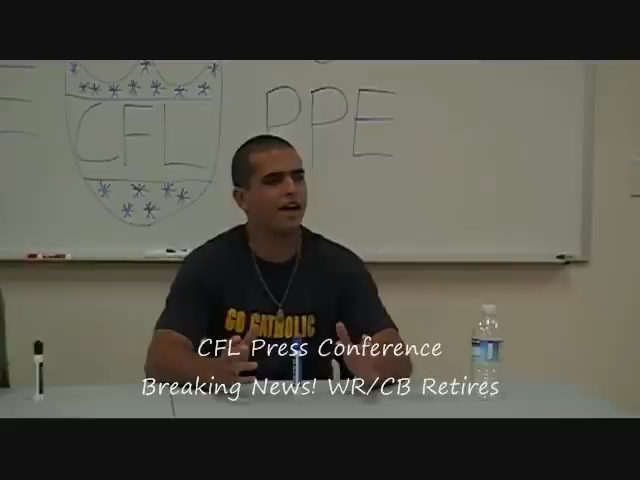 CFL
PPE
GO CATHOLIC
CFL Press Conference
Breaking News! WR/CB Retires